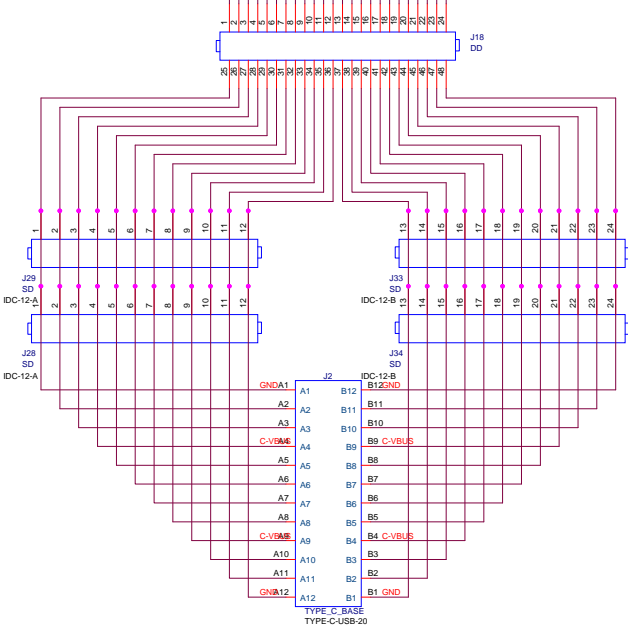 1 2 3 4 5 6 7 8 9 10 11 12 13 14 15 16 17 18 19 20 21 22 23 24
J18
DD
25 26 27 28 29 30 31 32 33 34 35 36 37 38 39 40 41 42 43 44 45 46 47 48
1 2 3 4 5 6 7 8 9 10 11 12 13 14 15 16 17 18 19 20 21 22 23 24
J29 J33
SD SD
IDC-12-A IDC-12-B
1 2 3 4 5 6 7 8 9 10 11 12 13 14 15 16 17 18 19 20 21 22 23 24
J28 J34
SD SD
IDC-12-A J2 IDC-12-B
GND A1 A1 B12 B12 GND
A2 A2 B11 B11
A3 A3 B10 B10
C-VBUS A4 A4 B9 B9 C-VBUS
A5 A5 B8 B8
A6 A6 B7 B7
A7 A7 B6 B6
A8 A8 B5 B5
C-VBUS A9 A9 B4 B4 C-VBUS
A10 A10 B3 B3
A11 A11 B2 B2
GND A12 A12 B1 B1 GND
TYPE_C_BASE
TYPE-C-USB-20